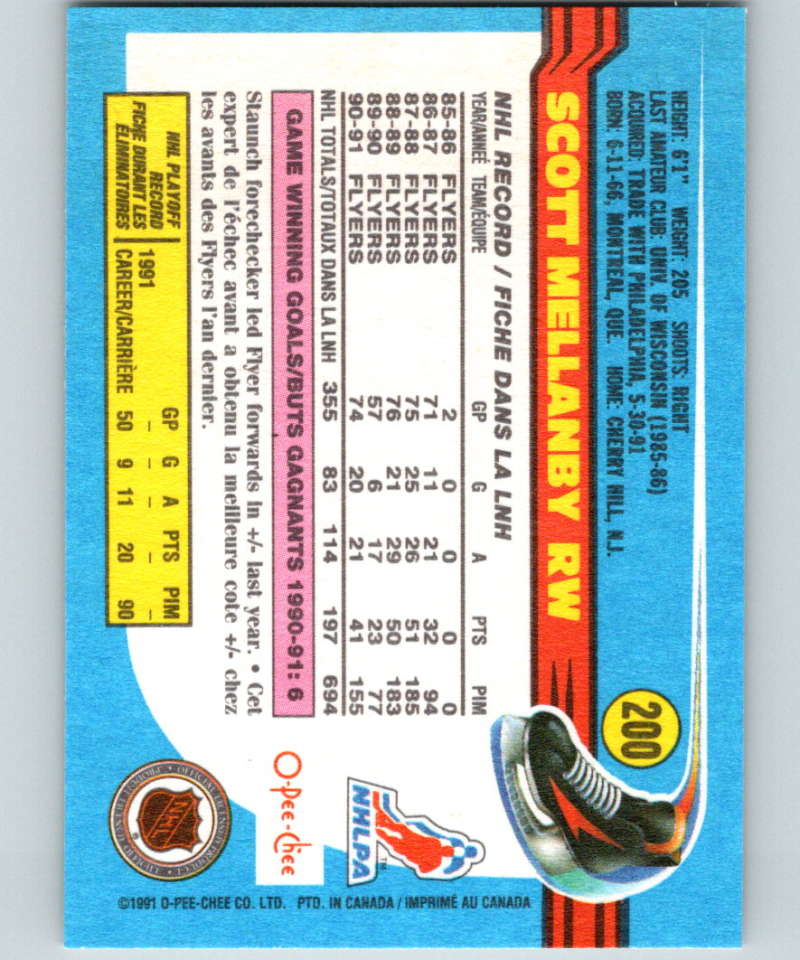 HEIGHT: 6'1" WEIGHT: 205 SHOOTS: RIGHT
LAST AMATEUR CLUB: UNIV. OF WISCONSIN (1985-86)
ACQUIRED: TRADE WITH PHILADELPHIA, 5-30-91
BORN: 6-11-66, MONTREAL, QUE. HOME: CHERRY HILL, N.J.
200
SCOTT MELLANBY RW
NHL RECORD / FICHE DANS LA LNH
YEAR/ANNÉE TEAM/ÉQUIPE GP G A PTS PIM
85-86 FLYERS 2 0 0 0 0
86-87 FLYERS 71 11 21 32 94
87-88 FLYERS 75 25 26 51 185
88-89 FLYERS 76 21 29 50 183
89-90 FLYERS 57 6 17 23 77
90-91 FLYERS 74 20 21 41 155
NHL TOTALS/TOTAUX DANS LA LNH 355 83 114 197 694
GAME WINNING GOALS/BUTS GAGNANTS 1990-91: 6
Staunch forechecker led Flyer forwards in +/- last year. • Cet
expert de l'échec avant a obtenu la meilleure cote +/- chez
les avants des Flyers l'an dernier.
NHL PLAYOFF RECORD
FICHE DURANT LES ÉLIMINATOIRES
GP G A PTS PIM
1991 – – – – –
CAREER/CARRIÈRE 50 9 11 20 90
NHLPA
TM
O-Pee-Chee
NHL
©1991 O-PEE-CHEE CO. LTD. PTD. IN CANADA / IMPRIMÉ AU CANADA